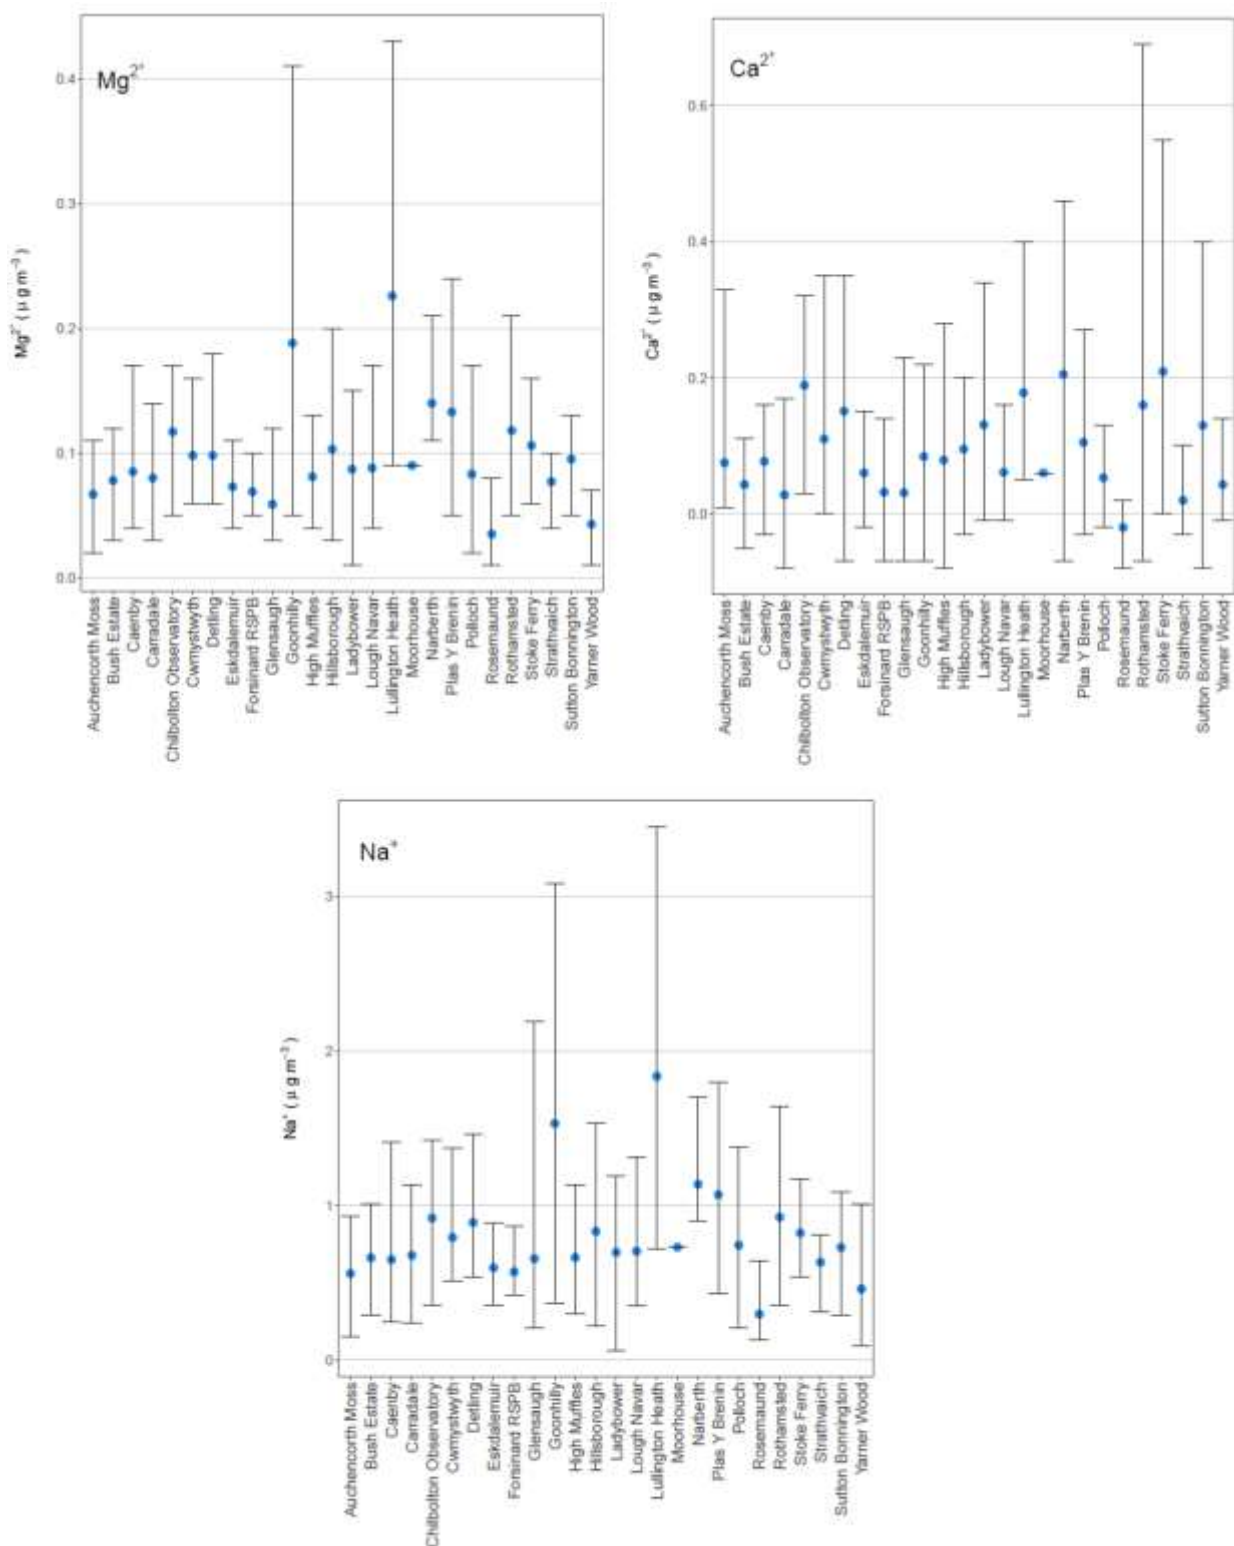 Mg²⁺
Mg²⁺ ( μ g m⁻³ )
0.4
0.3
0.2
0.1
0.0
Auchencorth Moss
Bush Estate
Caenby
Carradale
Chilbolton Observatory
Cwmystwyth
Detling
Eskdalemuir
Forsinard RSPB
Glensaugh
Goonhilly
High Muffles
Hillsborough
Ladybower
Lough Navar
Lullington Heath
Moorhouse
Narberth
Plas Y Brenin
Polloch
Rosemaund
Rothamsted
Stoke Ferry
Strathvaich
Sutton Bonnington
Yarner Wood
Ca²⁺
Ca²⁺ ( μ g m⁻³ )
0.6
0.4
0.2
0.0
Auchencorth Moss
Bush Estate
Caenby
Carradale
Chilbolton Observatory
Cwmystwyth
Detling
Eskdalemuir
Forsinard RSPB
Glensaugh
Goonhilly
High Muffles
Hillsborough
Ladybower
Lough Navar
Lullington Heath
Moorhouse
Narberth
Plas Y Brenin
Polloch
Rosemaund
Rothamsted
Stoke Ferry
Strathvaich
Sutton Bonnington
Yarner Wood
Na⁺
Na⁺ ( μ g m⁻³ )
3
2
1
0
Auchencorth Moss
Bush Estate
Caenby
Carradale
Chilbolton Observatory
Cwmystwyth
Detling
Eskdalemuir
Forsinard RSPB
Glensaugh
Goonhilly
High Muffles
Hillsborough
Ladybower
Lough Navar
Lullington Heath
Moorhouse
Narberth
Plas Y Brenin
Polloch
Rosemaund
Rothamsted
Stoke Ferry
Strathvaich
Sutton Bonnington
Yarner Wood